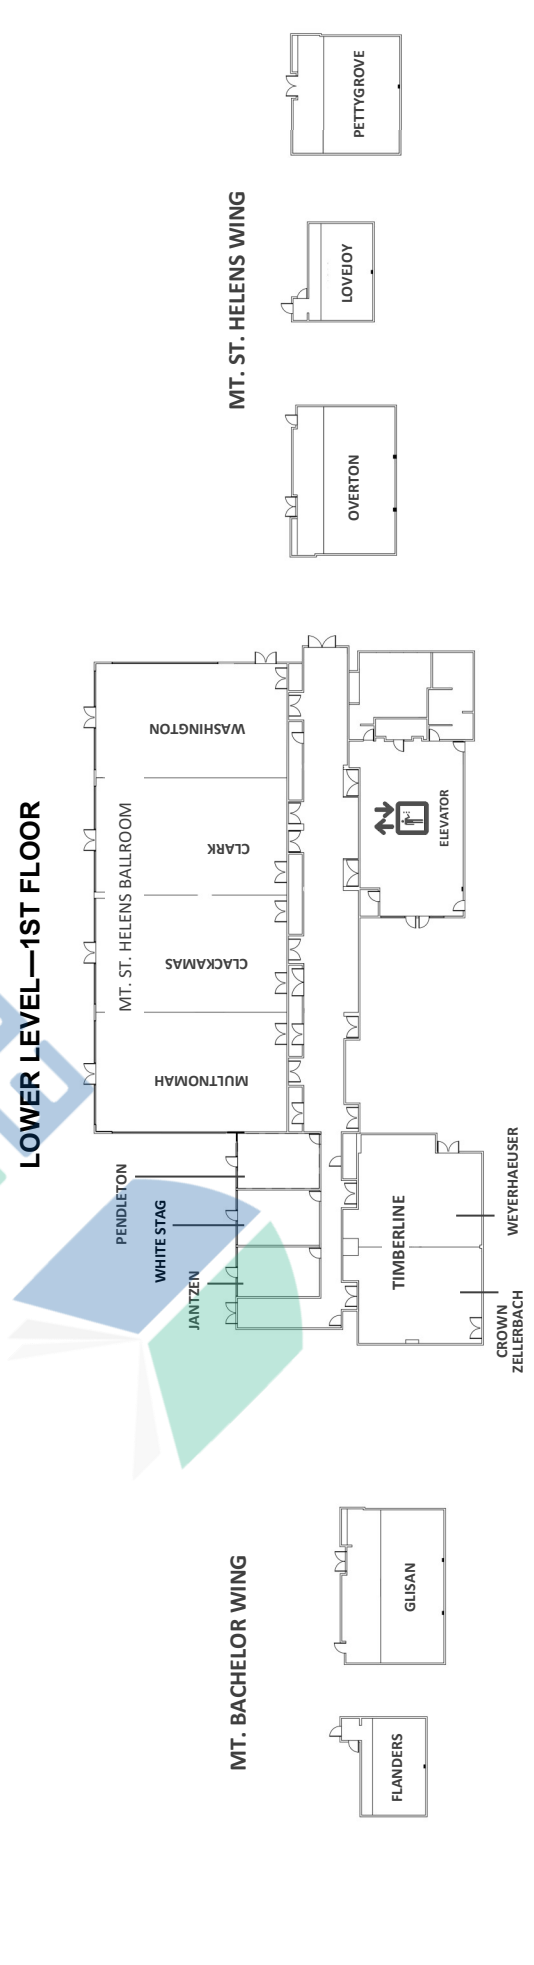 LOWER LEVEL—1ST FLOOR
MT. BACHELOR WING
FLANDERS
GLISAN
PENDLETON
WHITE STAG
JANTZEN
TIMBERLINE
CROWN
ZELLERBACH
WEYERHAEUSER
MT. ST. HELENS BALLROOM
MULTNOMAH
CLACKAMAS
CLARK
WASHINGTON
ELEVATOR
MT. ST. HELENS WING
OVERTON
LOVEJOY
PETTYGROVE